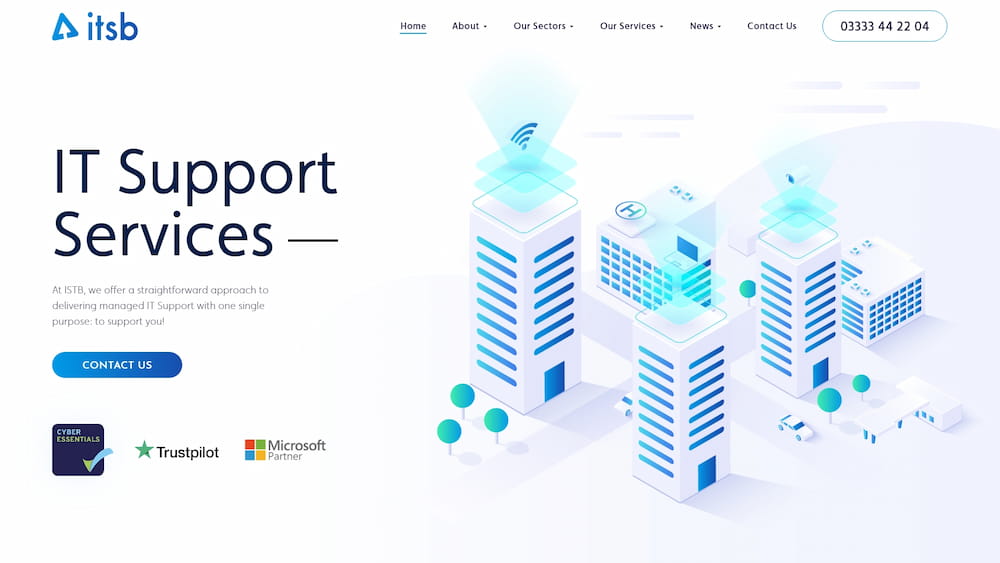 itsb
Home About Our Sectors Our Services News Contact Us 03333 44 22 04
IT Support
Services
At ISTB, we offer a straightforward approach to
delivering managed IT Support with one single
purpose: to support you!
CONTACT US
CYBER
ESSENTIALS
Trustpilot
Microsoft
Partner
H